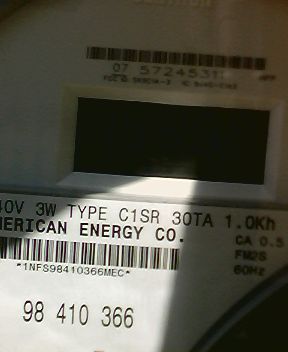 07 5724531
40V 3W TYPE C1SR 30TA 1.0Kh
MERICAN ENERGY CO.
CA 0.5
FM2S
60Hz
*1NFS98410366MEC*
98 410 366